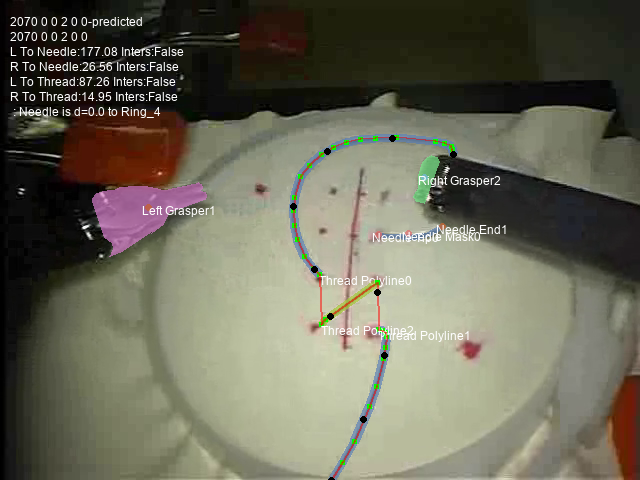 2070 0 0 2 0 0-predicted
2070 0 0 2 0 0
L To Needle:177.08 Inters:False
R To Needle:26.56 Inters:False
L To Thread:87.26 Inters:False
R To Thread:14.95 Inters:False
: Needle is d=0.0 to Ring_4
Right Grasper2
Left Grasper1
Needle End1
Needle Mask0
Thread Polyline0
Thread Polyline2
Thread Polyline1